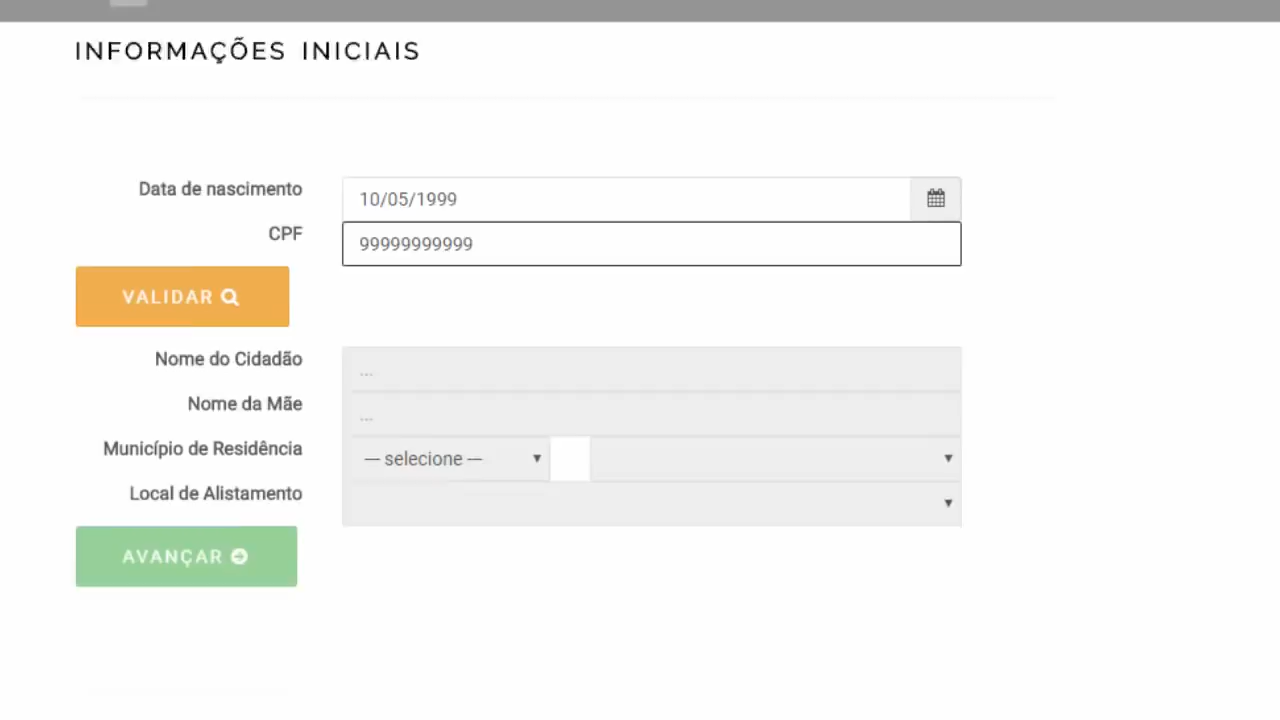 INFORMAÇÕES INICIAIS
Data de nascimento 10/05/1999
CPF 99999999999
VALIDAR
Nome do Cidadão ...
Nome da Mãe ...
Município de Residência — selecione —
Local de Alistamento
AVANÇAR